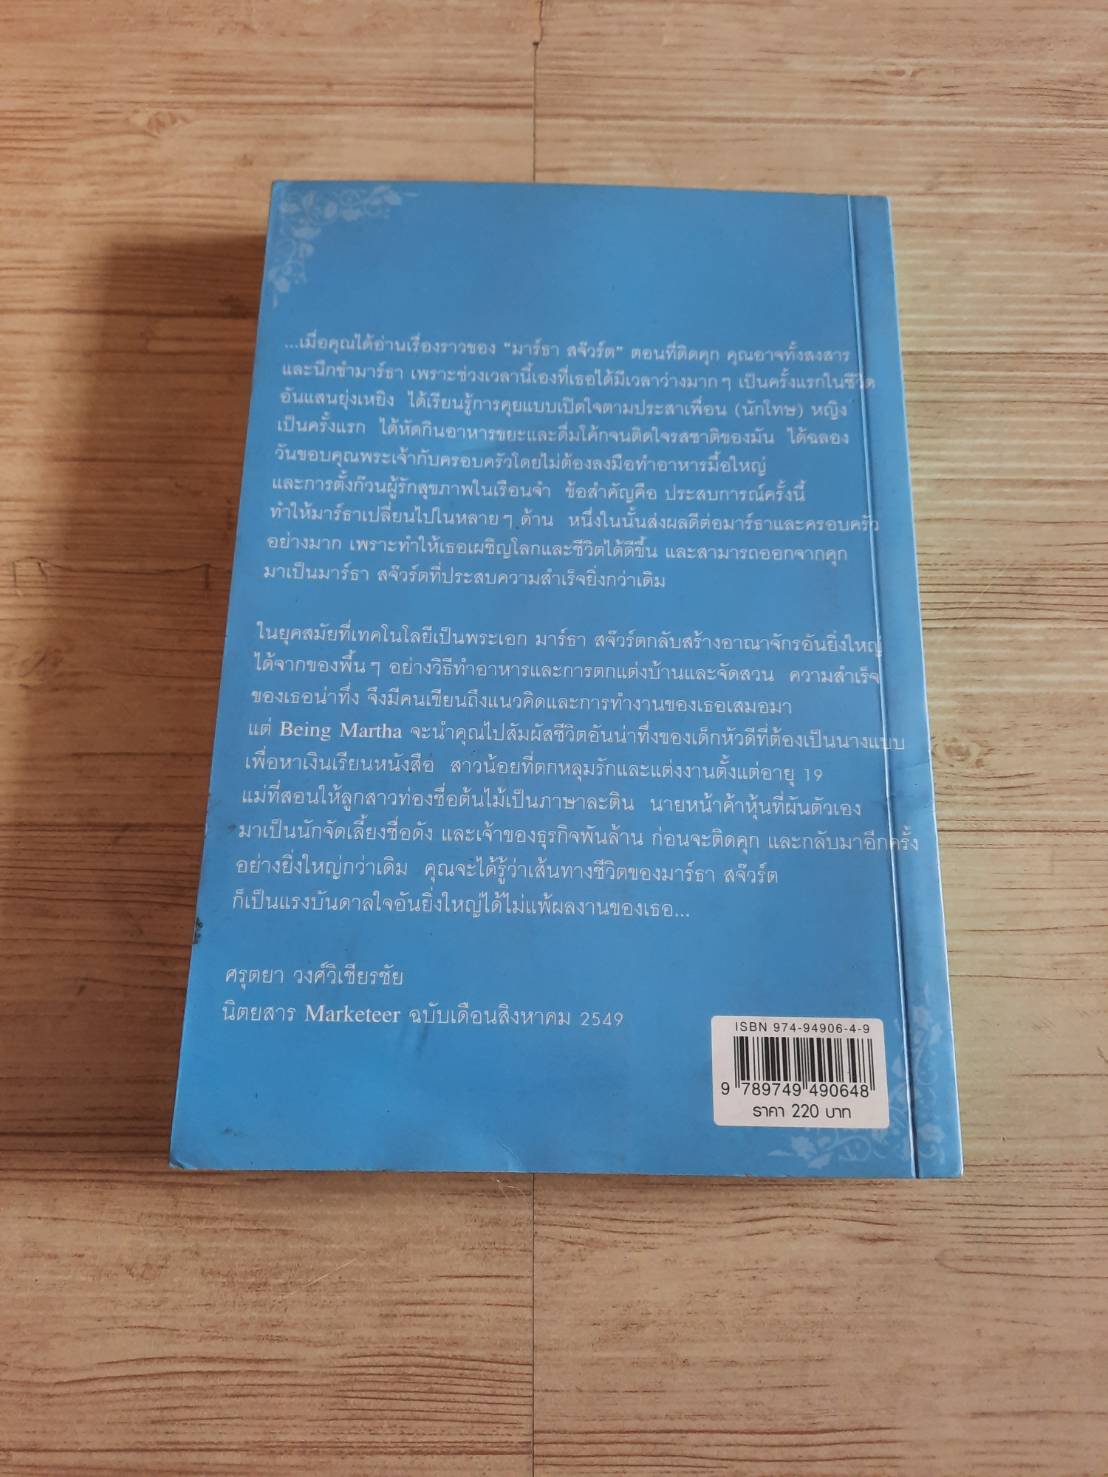 ...เมื่อคุณได้อ่านเรื่องราวของ "มาร์ธา สจ๊วร์ต" ตอนที่ติดคุก คุณอาจทั้งสงสาร
และนึกขำมาร์ธา เพราะช่วงเวลานี้เองที่เธอได้มีเวลาว่างมากๆ เป็นครั้งแรกในชีวิต
อันแสนยุ่งเหยิง ได้เรียนรู้การคุยแบบเปิดใจตามประสาเพื่อน (นักโทษ) หญิง
เป็นครั้งแรก ได้หัดกินอาหารขยะและดื่มโค้กจนติดใจรสชาติของมัน ได้ฉลอง
วันขอบคุณพระเจ้ากับครอบครัวโดยไม่ต้องลงมือทำอาหารมื้อใหญ่
และการตั้งก๊วนผู้รักสุขภาพในเรือนจำ ข้อสำคัญคือ ประสบการณ์ครั้งนี้
ทำให้มาร์ธาเปลี่ยนไปในหลายๆ ด้าน หนึ่งในนั้นส่งผลดีต่อมาร์ธาและครอบครัว
อย่างมาก เพราะทำให้เธอเผชิญโลกและชีวิตได้ดีขึ้น และสามารถออกจากคุก
มาเป็นมาร์ธา สจ๊วร์ตที่ประสบความสำเร็จยิ่งกว่าเดิม
ในยุคสมัยที่เทคโนโลยีเป็นพระเอก มาร์ธา สจ๊วร์ตกลับสร้างอาณาจักรอันยิ่งใหญ่
ได้จากของพื้นๆ อย่างวิธีทำอาหารและการตกแต่งบ้านและจัดสวน ความสำเร็จ
ของเธอน่าทึ่ง จึงมีคนเขียนถึงแนวคิดและการทำงานของเธอเสมอมา
แต่ Being Martha จะนำคุณไปสัมผัสชีวิตอันน่าทึ่งของเด็กหัวดีที่ต้องเป็นนางแบบ
เพื่อหาเงินเรียนหนังสือ สาวน้อยที่ตกหลุมรักและแต่งงานตั้งแต่อายุ 19
แม่ที่สอนให้ลูกสาวท่องชื่อต้นไม้เป็นภาษาละติน นายหน้าค้าหุ้นที่ผันตัวเอง
มาเป็นนักจัดเลี้ยงชื่อดัง และเจ้าของธุรกิจพันล้าน ก่อนจะติดคุก และกลับมาอีกครั้ง
อย่างยิ่งใหญ่กว่าเดิม คุณจะได้รู้ว่าเส้นทางชีวิตของมาร์ธา สจ๊วร์ต
ก็เป็นแรงบันดาลใจอันยิ่งใหญ่ได้ไม่แพ้ผลงานของเธอ...
ศรุตยา วงศ์วิเชียรชัย
นิตยสาร Marketeer ฉบับเดือนสิงหาคม 2549
ISBN 974-94906-4-9
9 789749 490648
ราคา 220 บาท